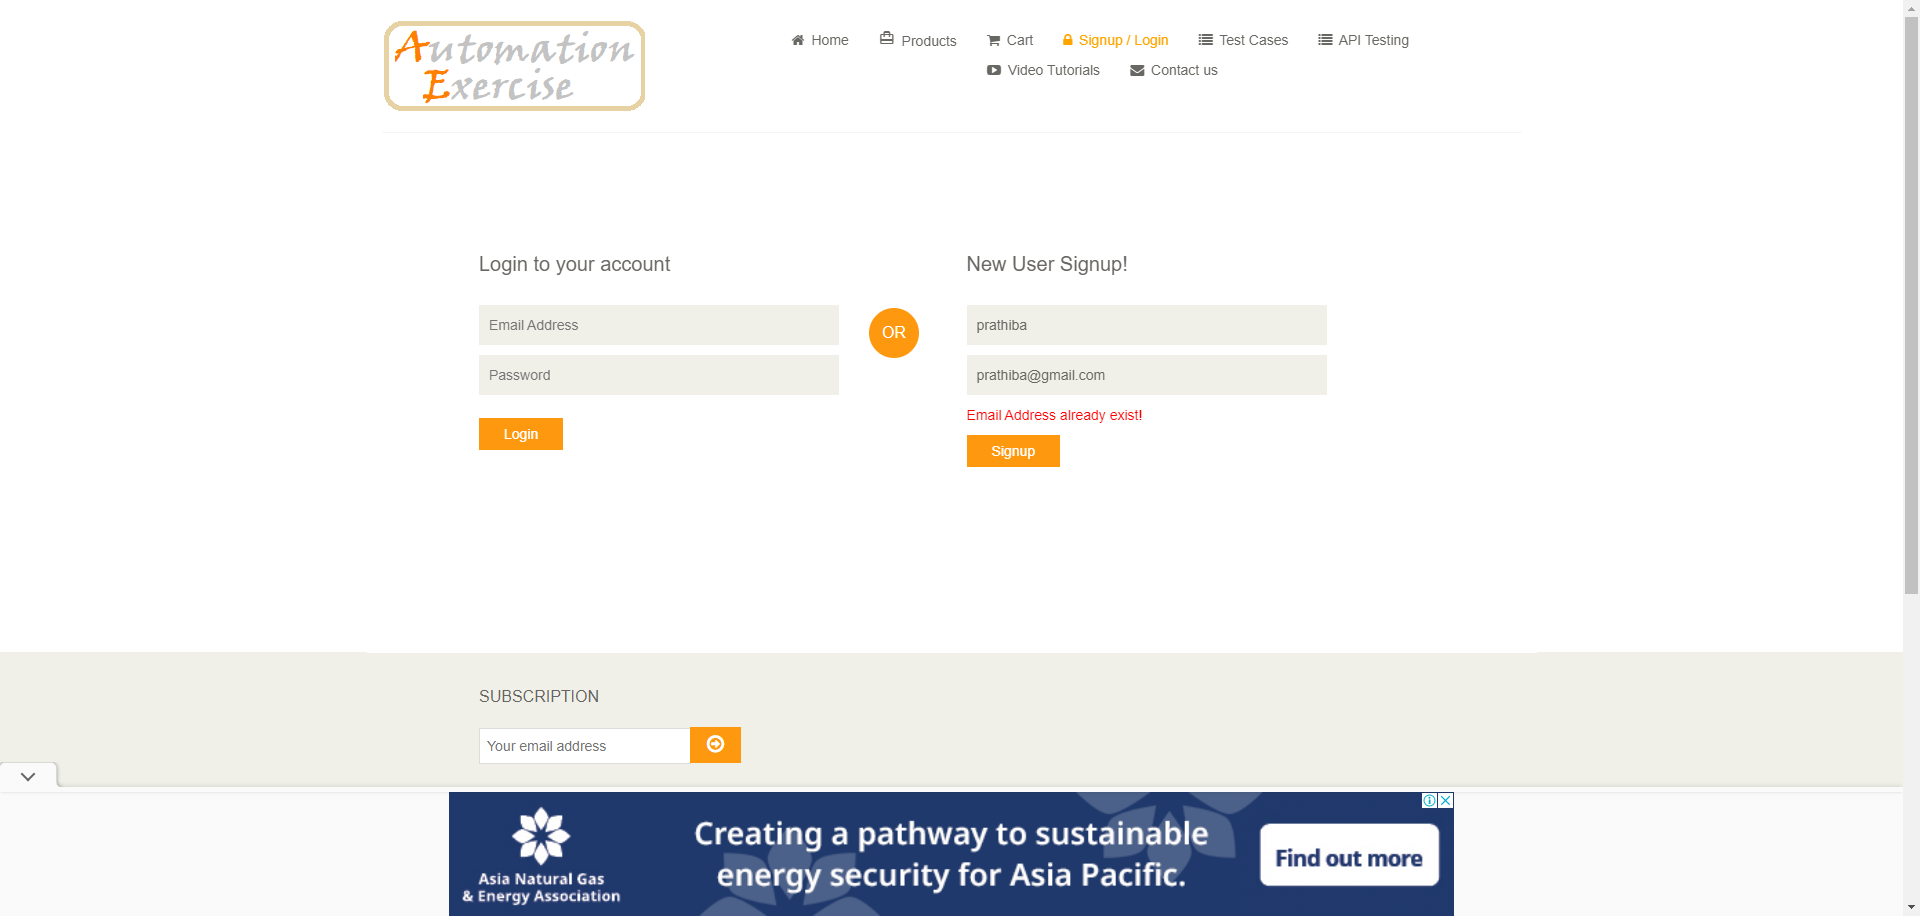 Automation
Exercise
Home
Products
Cart
Signup / Login
Test Cases
API Testing
Video Tutorials
Contact us
Login to your account
Email Address
Password
Login
OR
New User Signup!
prathiba
prathiba@gmail.com
Email Address already exist!
Signup
SUBSCRIPTION
Your email address
Asia Natural Gas
& Energy Association
Creating a pathway to sustainable
energy security for Asia Pacific.
Find out more